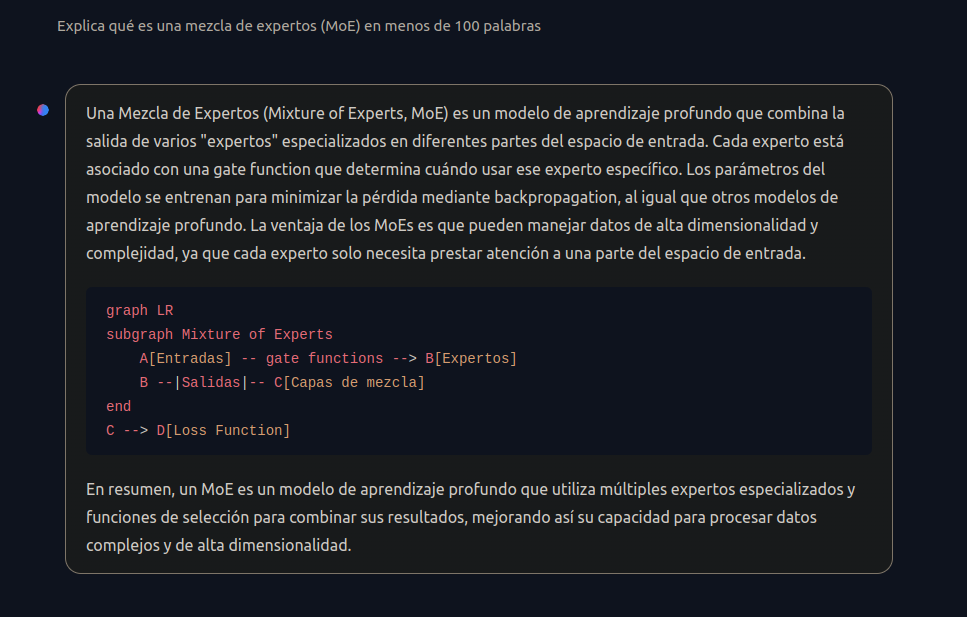 Explica qué es una mezcla de expertos (MoE) en menos de 100 palabras
Una Mezcla de Expertos (Mixture of Experts, MoE) es un modelo de aprendizaje profundo que combina la
salida de varios "expertos" especializados en diferentes partes del espacio de entrada. Cada experto está
asociado con una gate function que determina cuándo usar ese experto específico. Los parámetros del
modelo se entrenan para minimizar la pérdida mediante backpropagation, al igual que otros modelos de
aprendizaje profundo. La ventaja de los MoEs es que pueden manejar datos de alta dimensionalidad y
complejidad, ya que cada experto solo necesita prestar atención a una parte del espacio de entrada.
graph LR
subgraph Mixture of Experts
    A[Entradas] -- gate functions --> B[Expertos]
    B --|Salidas|-- C[Capas de mezcla]
end
C --> D[Loss Function]
En resumen, un MoE es un modelo de aprendizaje profundo que utiliza múltiples expertos especializados y
funciones de selección para combinar sus resultados, mejorando así su capacidad para procesar datos
complejos y de alta dimensionalidad.